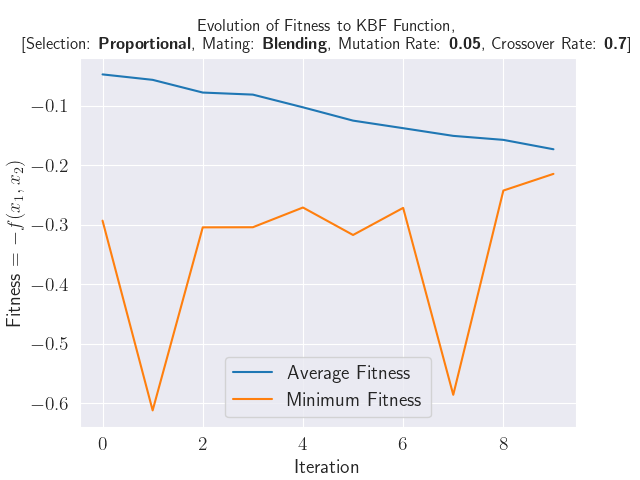 Evolution of Fitness to KBF Function,
[Selection: Proportional, Mating: Blending, Mutation Rate: 0.05, Crossover Rate: 0.7]
−0.1
−0.2
−0.3
−0.4
−0.5
−0.6
Fitness = −f(x₁, x₂)
Average Fitness
Minimum Fitness
0 2 4 6 8
Iteration